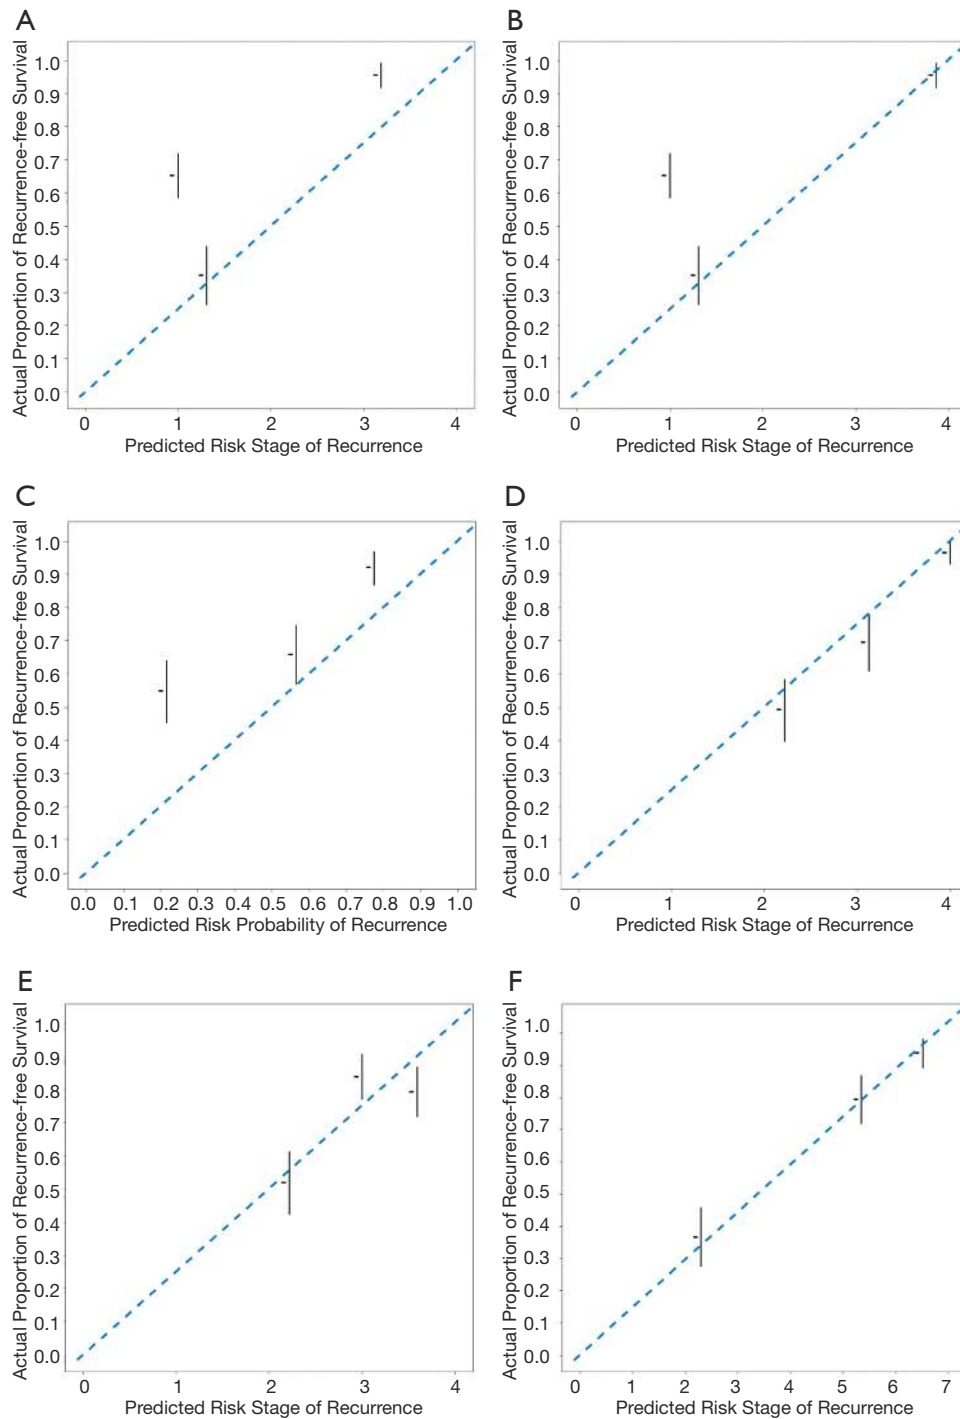 A
Actual Proportion of Recurrence-free Survival
1.0
0.9
0.8
0.7
0.6
0.5
0.4
0.3
0.2
0.1
0.0
0 1 2 3 4
Predicted Risk Stage of Recurrence
B
Actual Proportion of Recurrence-free Survival
1.0
0.9
0.8
0.7
0.6
0.5
0.4
0.3
0.2
0.1
0.0
0 1 2 3 4
Predicted Risk Stage of Recurrence
C
Actual Proportion of Recurrence-free Survival
1.0
0.9
0.8
0.7
0.6
0.5
0.4
0.3
0.2
0.1
0.0
0.0 0.1 0.2 0.3 0.4 0.5 0.6 0.7 0.8 0.9 1.0
Predicted Risk Probability of Recurrence
D
Actual Proportion of Recurrence-free Survival
1.0
0.9
0.8
0.7
0.6
0.5
0.4
0.3
0.2
0.1
0.0
0 1 2 3 4
Predicted Risk Stage of Recurrence
E
Actual Proportion of Recurrence-free Survival
1.0
0.9
0.8
0.7
0.6
0.5
0.4
0.3
0.2
0.1
0.0
0 1 2 3 4
Predicted Risk Stage of Recurrence
F
Actual Proportion of Recurrence-free Survival
1.0
0.9
0.8
0.7
0.6
0.5
0.4
0.3
0.2
0.1
0.0
0 1 2 3 4 5 6 7
Predicted Risk Stage of Recurrence